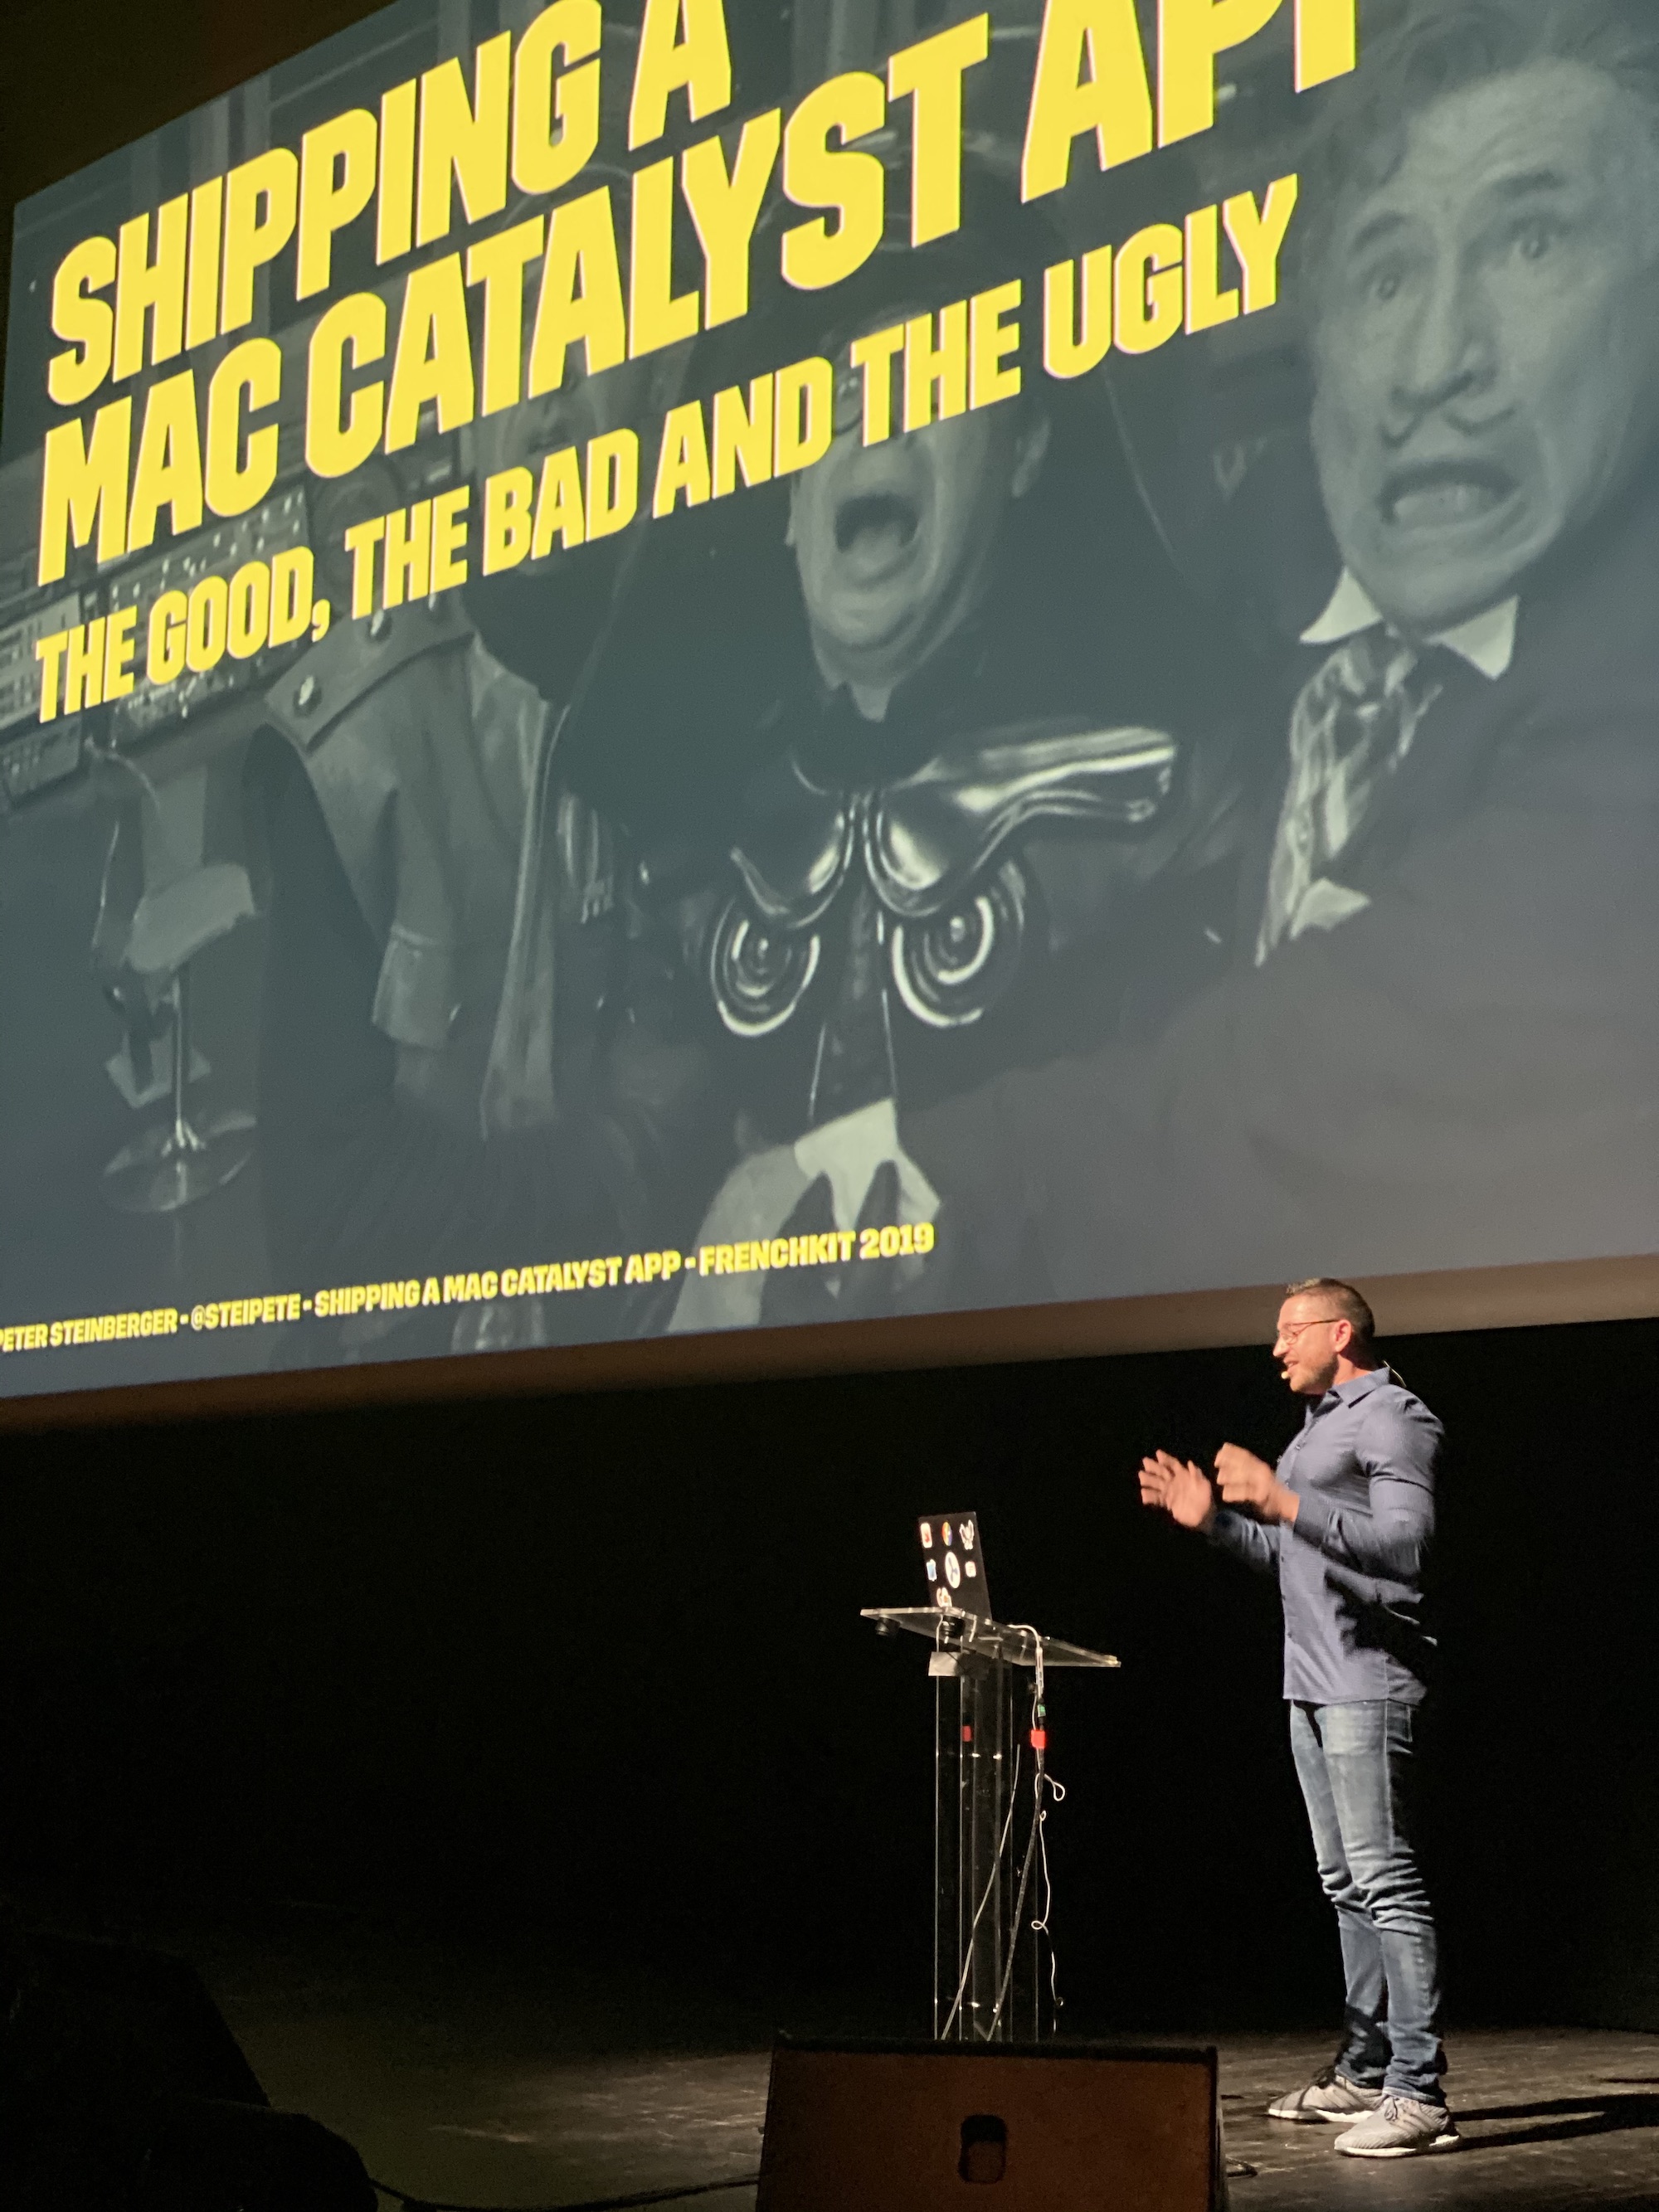 SHIPPING A
MAC CATALYST APP
THE GOOD, THE BAD AND THE UGLY
PETER STEINBERGER - @STEIPETE - SHIPPING A MAC CATALYST APP - FRENCHKIT 2019